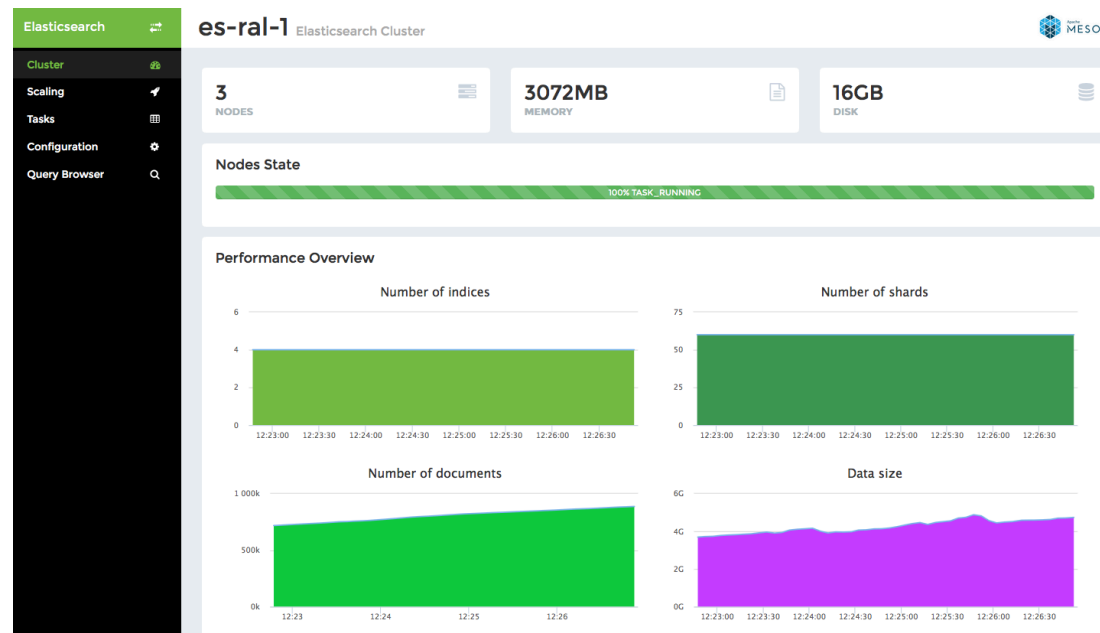 Elasticsearch
es-ral-1 Elasticsearch Cluster
Apache
MESO
Cluster
Scaling
Tasks
Configuration
Query Browser
3
NODES
3072MB
MEMORY
16GB
DISK
Nodes State
100% TASK_RUNNING
Performance Overview
Number of indices
6
4
2
0
12:23:00 12:23:30 12:24:00 12:24:30 12:25:00 12:25:30 12:26:00 12:26:30
Number of shards
75
50
25
0
12:23:00 12:23:30 12:24:00 12:24:30 12:25:00 12:25:30 12:26:00 12:26:30
Number of documents
1 000k
500k
0k
12:23 12:24 12:25 12:26
Data size
6G
4G
2G
0G
12:23:00 12:23:30 12:24:00 12:24:30 12:25:00 12:25:30 12:26:00 12:26:30